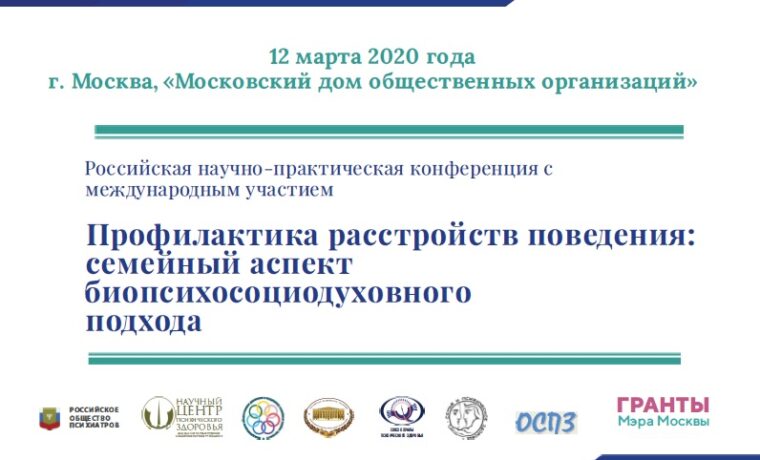 12 марта 2020 года
г. Москва, «Московский дом общественных организаций»
Российская научно-практическая конференция с
международным участием
Профилактика расстройств поведения:
семейный аспект
биопсихосоциодуховного
подхода
РОССИЙСКОЕ
ОБЩЕСТВО
ПСИХИАТРОВ
НАУЧНЫЙ
ЦЕНТР
ПСИХИЧЕСКОГО
ЗДОРОВЬЯ
ОСПЗ
ГРАНТЫ
Мэра Москвы